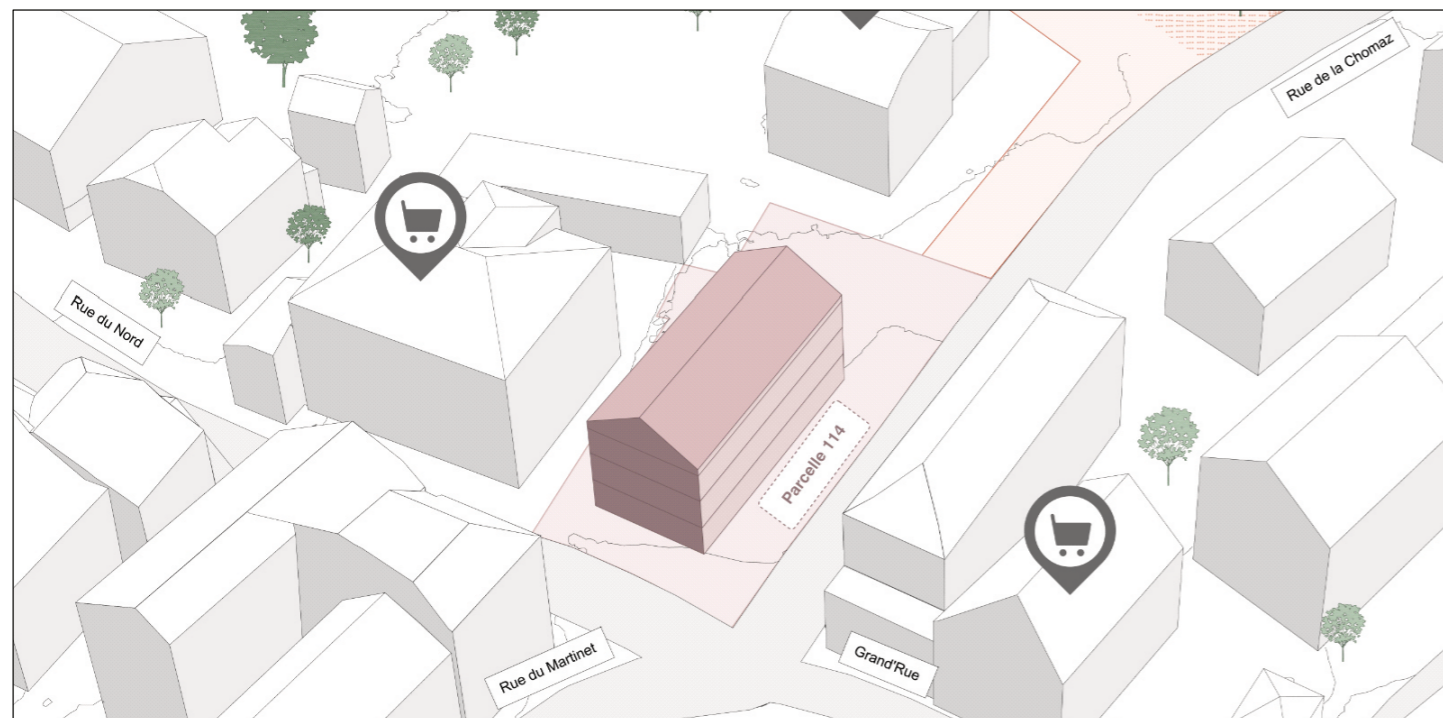 Rue de la Chomaz
Rue du Nord
Parcelle 114
Rue du Martinet
Grand'Rue